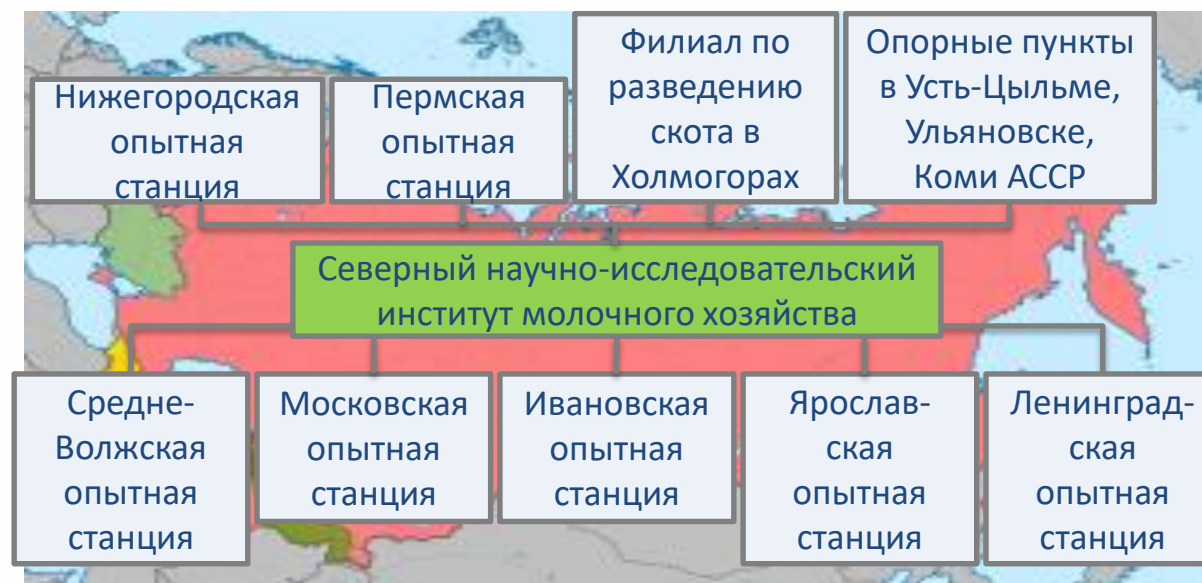 Нижегородская
опытная
станция
Пермская
опытная
станция
Филиал по
разведению
скота в
Холмогорах
Опорные пункты
в Усть-Цыльме,
Ульяновске,
Коми АССР
Северный научно-исследовательский
институт молочного хозяйства
Средне-
Волжская
опытная
станция
Московская
опытная
станция
Ивановская
опытная
станция
Ярослав-
ская
опытная
станция
Ленинград-
ская
опытная
станция